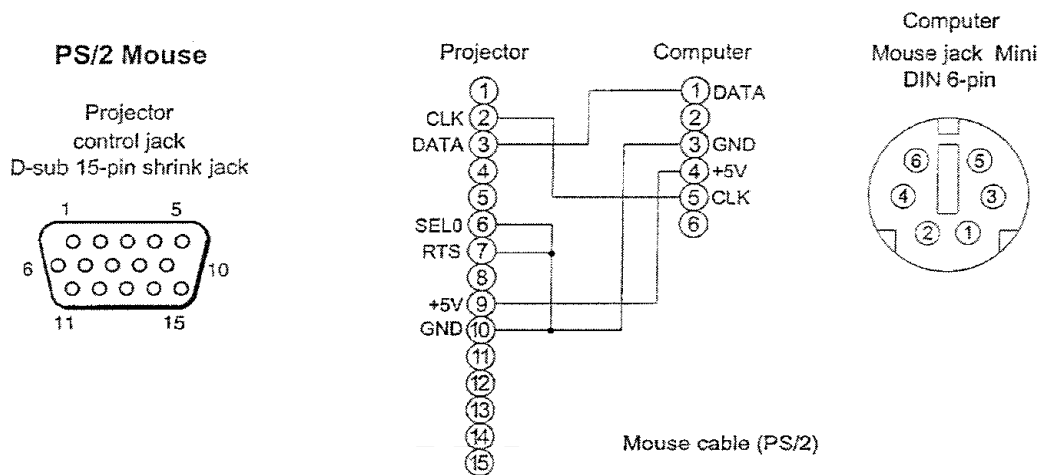 PS/2 Mouse
Projector
control jack
D-sub 15-pin shrink jack
1 5
6 10
11 15
Projector
1
CLK 2
DATA 3
4
5
SEL0 6
RTS 7
8
+5V 9
GND 10
11
12
13
14
15
Computer
1 DATA
2
3 GND
4 +5V
5 CLK
6
Mouse cable (PS/2)
Computer
Mouse jack Mini
DIN 6-pin
6 5
4 3
2 1